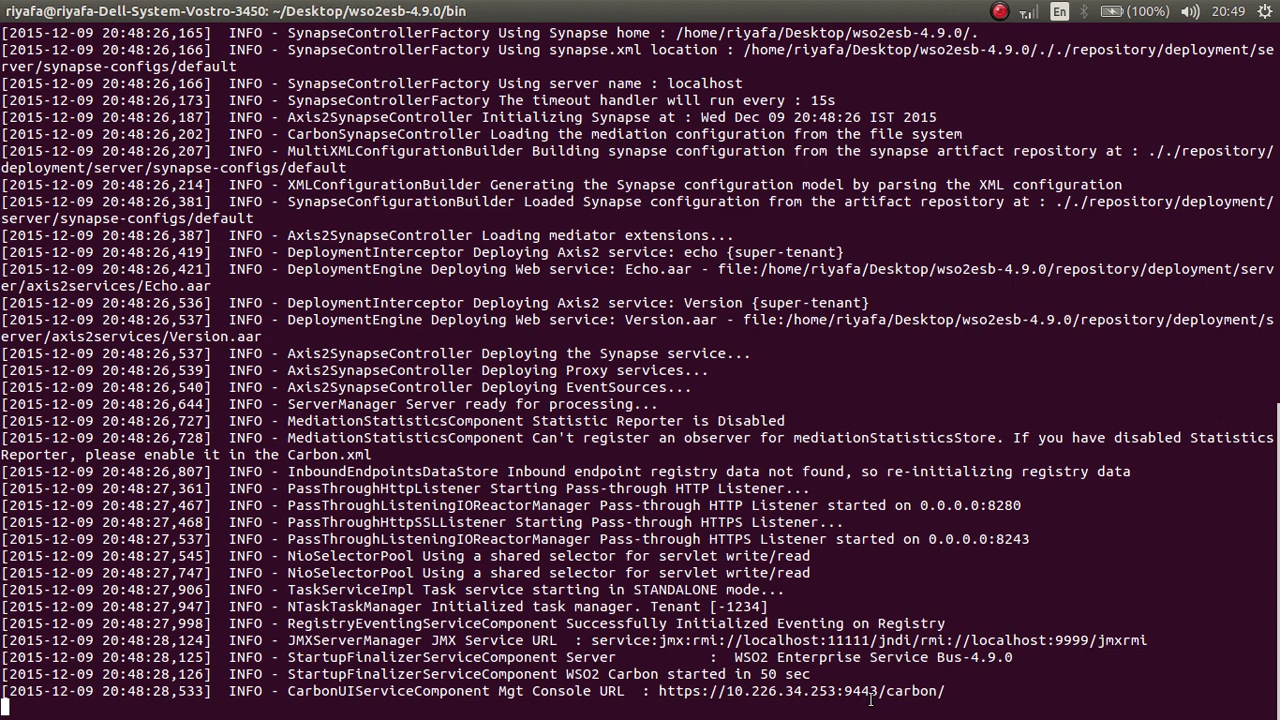 riyafa@riyafa-Dell-System-Vostro-3450: ~/Desktop/wso2esb-4.9.0/bin
En
(100%)
20:49
[2015-12-09 20:48:26,165]  INFO - SynapseControllerFactory Using Synapse home : /home/riyafa/Desktop/wso2esb-4.9.0/.
[2015-12-09 20:48:26,166]  INFO - SynapseControllerFactory Using synapse.xml location : /home/riyafa/Desktop/wso2esb-4.9.0/././repository/deployment/se
rver/synapse-configs/default
[2015-12-09 20:48:26,166]  INFO - SynapseControllerFactory Using server name : localhost
[2015-12-09 20:48:26,173]  INFO - SynapseControllerFactory The timeout handler will run every : 15s
[2015-12-09 20:48:26,187]  INFO - Axis2SynapseController Initializing Synapse at : Wed Dec 09 20:48:26 IST 2015
[2015-12-09 20:48:26,202]  INFO - CarbonSynapseController Loading the mediation configuration from the file system
[2015-12-09 20:48:26,207]  INFO - MultiXMLConfigurationBuilder Building synapse configuration from the synapse artifact repository at : ././repository/
deployment/server/synapse-configs/default
[2015-12-09 20:48:26,214]  INFO - XMLConfigurationBuilder Generating the Synapse configuration model by parsing the XML configuration
[2015-12-09 20:48:26,381]  INFO - SynapseConfigurationBuilder Loaded Synapse configuration from the artifact repository at : ././repository/deployment/
server/synapse-configs/default
[2015-12-09 20:48:26,387]  INFO - Axis2SynapseController Loading mediator extensions...
[2015-12-09 20:48:26,419]  INFO - DeploymentInterceptor Deploying Axis2 service: echo {super-tenant}
[2015-12-09 20:48:26,421]  INFO - DeploymentEngine Deploying Web service: Echo.aar - file:/home/riyafa/Desktop/wso2esb-4.9.0/repository/deployment/serv
er/axis2services/Echo.aar
[2015-12-09 20:48:26,536]  INFO - DeploymentInterceptor Deploying Axis2 service: Version {super-tenant}
[2015-12-09 20:48:26,537]  INFO - DeploymentEngine Deploying Web service: Version.aar - file:/home/riyafa/Desktop/wso2esb-4.9.0/repository/deployment/s
erver/axis2services/Version.aar
[2015-12-09 20:48:26,537]  INFO - Axis2SynapseController Deploying the Synapse service...
[2015-12-09 20:48:26,539]  INFO - Axis2SynapseController Deploying Proxy services...
[2015-12-09 20:48:26,540]  INFO - Axis2SynapseController Deploying EventSources...
[2015-12-09 20:48:26,644]  INFO - ServerManager Server ready for processing...
[2015-12-09 20:48:26,727]  INFO - MediationStatisticsComponent Statistic Reporter is Disabled
[2015-12-09 20:48:26,728]  INFO - MediationStatisticsComponent Can't register an observer for mediationStatisticsStore. If you have disabled Statistics
Reporter, please enable it in the Carbon.xml
[2015-12-09 20:48:26,807]  INFO - InboundEndpointsDataStore Inbound endpoint registry data not found, so re-initializing registry data
[2015-12-09 20:48:27,361]  INFO - PassThroughHttpListener Starting Pass-through HTTP Listener...
[2015-12-09 20:48:27,467]  INFO - PassThroughListeningIOReactorManager Pass-through HTTP Listener started on 0.0.0.0:8280
[2015-12-09 20:48:27,468]  INFO - PassThroughHttpSSLListener Starting Pass-through HTTPS Listener...
[2015-12-09 20:48:27,537]  INFO - PassThroughListeningIOReactorManager Pass-through HTTPS Listener started on 0.0.0.0:8243
[2015-12-09 20:48:27,545]  INFO - NioSelectorPool Using a shared selector for servlet write/read
[2015-12-09 20:48:27,747]  INFO - NioSelectorPool Using a shared selector for servlet write/read
[2015-12-09 20:48:27,906]  INFO - TaskServiceImpl Task service starting in STANDALONE mode...
[2015-12-09 20:48:27,947]  INFO - NTaskTaskManager Initialized task manager. Tenant [-1234]
[2015-12-09 20:48:27,998]  INFO - RegistryEventingServiceComponent Successfully Initialized Eventing on Registry
[2015-12-09 20:48:28,124]  INFO - JMXServerManager JMX Service URL  : service:jmx:rmi://localhost:11111/jndi/rmi://localhost:9999/jmxrmi
[2015-12-09 20:48:28,125]  INFO - StartupFinalizerServiceComponent Server           :  WSO2 Enterprise Service Bus-4.9.0
[2015-12-09 20:48:28,126]  INFO - StartupFinalizerServiceComponent WSO2 Carbon started in 50 sec
[2015-12-09 20:48:28,533]  INFO - CarbonUIServiceComponent Mgt Console URL  : https://10.226.34.253:9443/carbon/